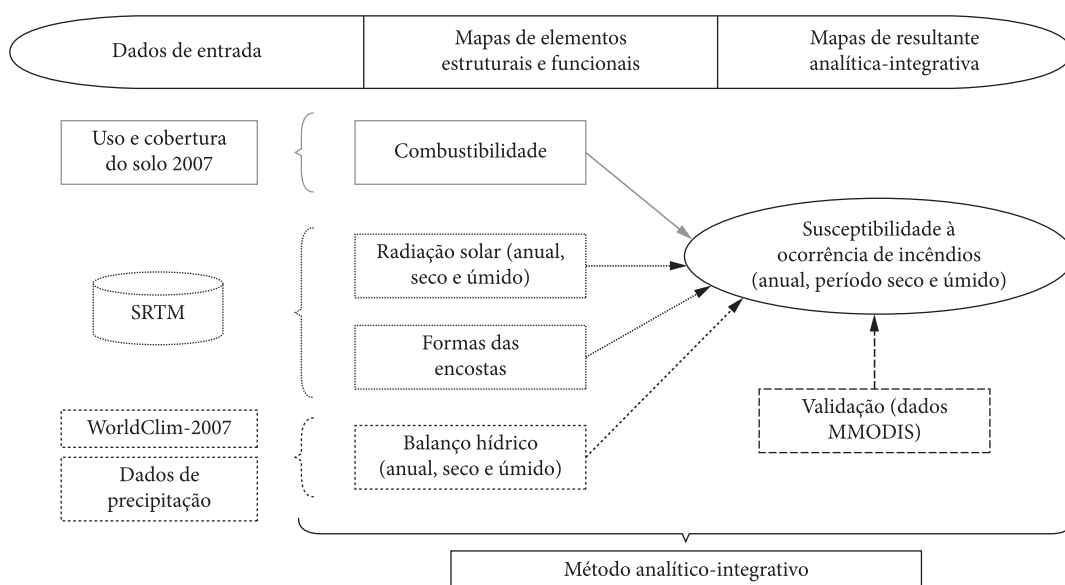 Dados de entrada
Mapas de elementos
estruturais e funcionais
Mapas de resultante
analítica-integrativa
Uso e cobertura
do solo 2007
Combustibilidade
SRTM
Radiação solar (anual,
seco e úmido)
Formas das
encostas
Susceptibilidade à
ocorrência de incêndios
(anual, período seco e úmido)
WorldClim-2007
Dados de
precipitação
Balanço hídrico
(anual, seco e úmido)
Validação (dados
MMODIS)
Método analítico-integrativo